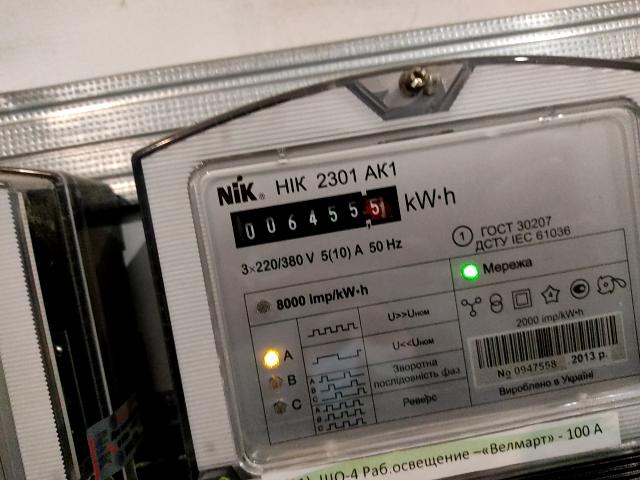 NiK® НІК 2301 АК1
0 0 6 4 5 5 5 kW·h
1 ГОСТ 30207
ДСТУ IEC 61036
3×220/380 V 5(10) A 50 Hz
Мережа
8000 Imp/kW·h
U>>Uном
2000 imp/kW·h
A
U<<Uном
B
A
B
C
Зворотна
послідовність фаз
C
A
B
C
Реверс
No 0947558 2013 р.
Вироблено в Україні
ЩО-4 Раб.освещение –«Велмарт» - 100 А